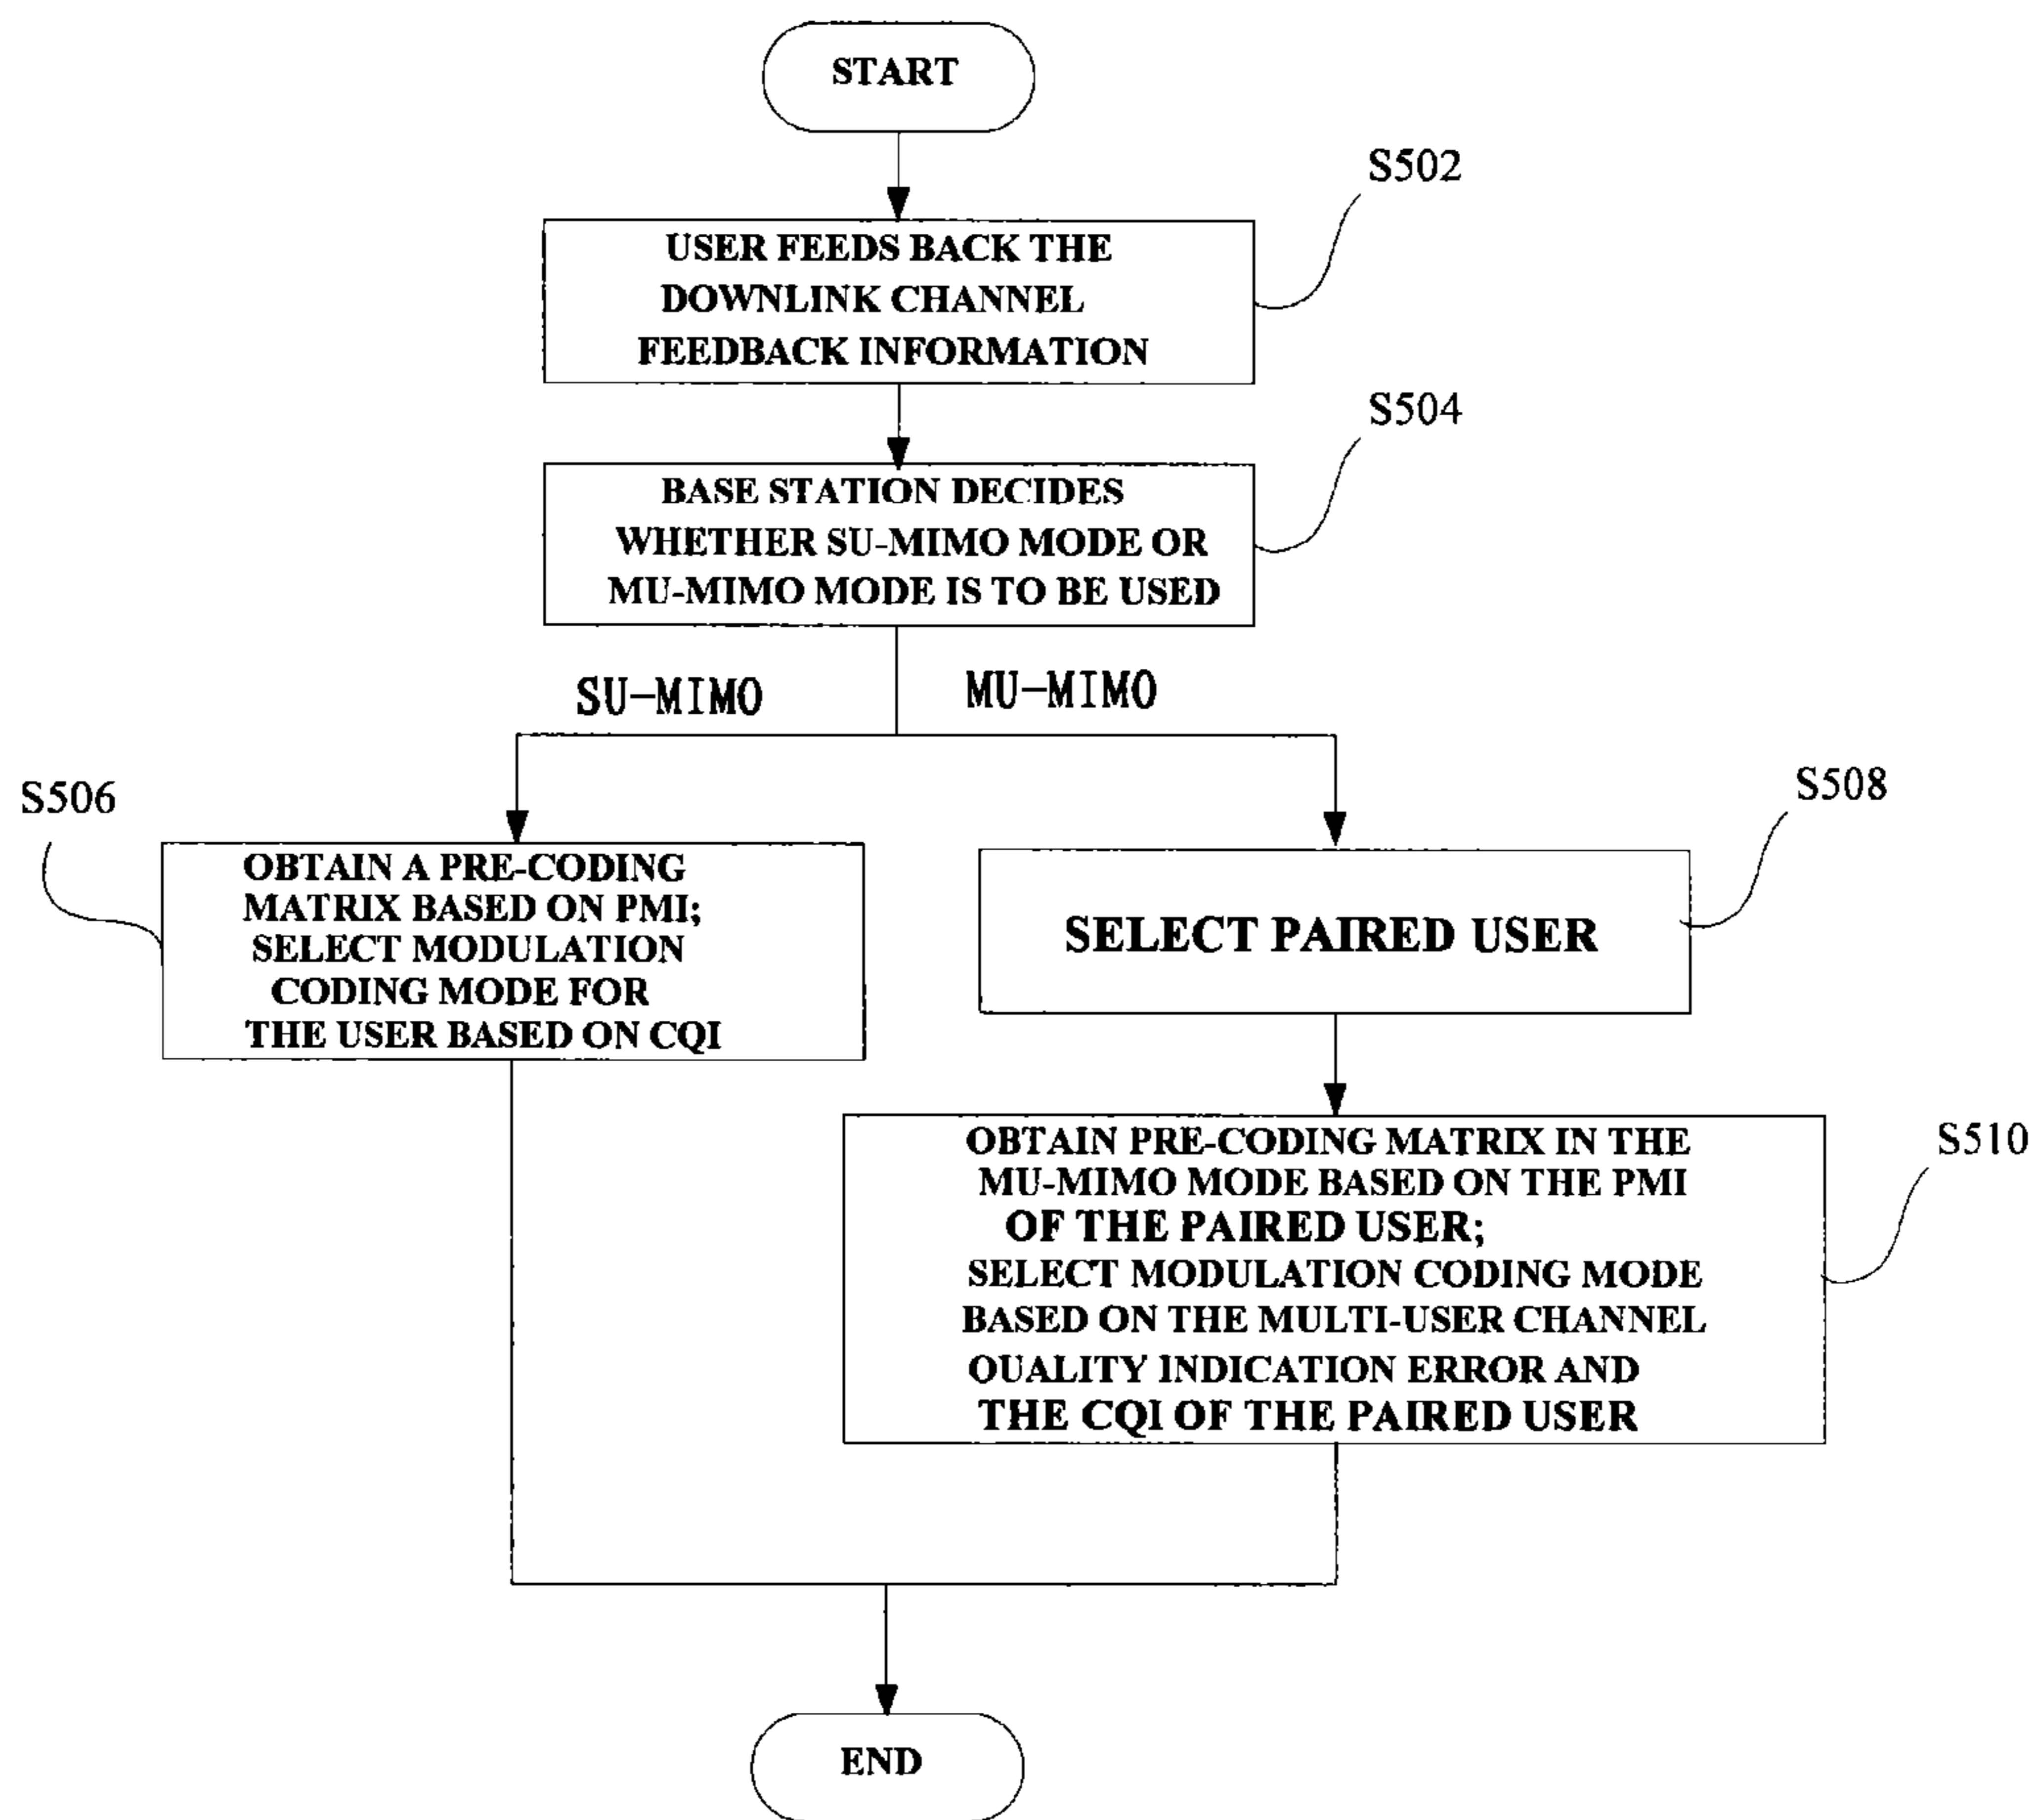 START
S502
USER FEEDS BACK THE
DOWNLINK CHANNEL
FEEDBACK INFORMATION
S504
BASE STATION DECIDES
WHETHER SU-MIMO MODE OR
MU-MIMO MODE IS TO BE USED
SU-MIMO
MU-MIMO
S506
OBTAIN A PRE-CODING
MATRIX BASED ON PMI;
SELECT MODULATION
CODING MODE FOR
THE USER BASED ON CQI
S508
SELECT PAIRED USER
S510
OBTAIN PRE-CODING MATRIX IN THE
MU-MIMO MODE BASED ON THE PMI
OF THE PAIRED USER;
SELECT MODULATION CODING MODE
BASED ON THE MULTI-USER CHANNEL
QUALITY INDICATION ERROR AND
THE CQI OF THE PAIRED USER
END